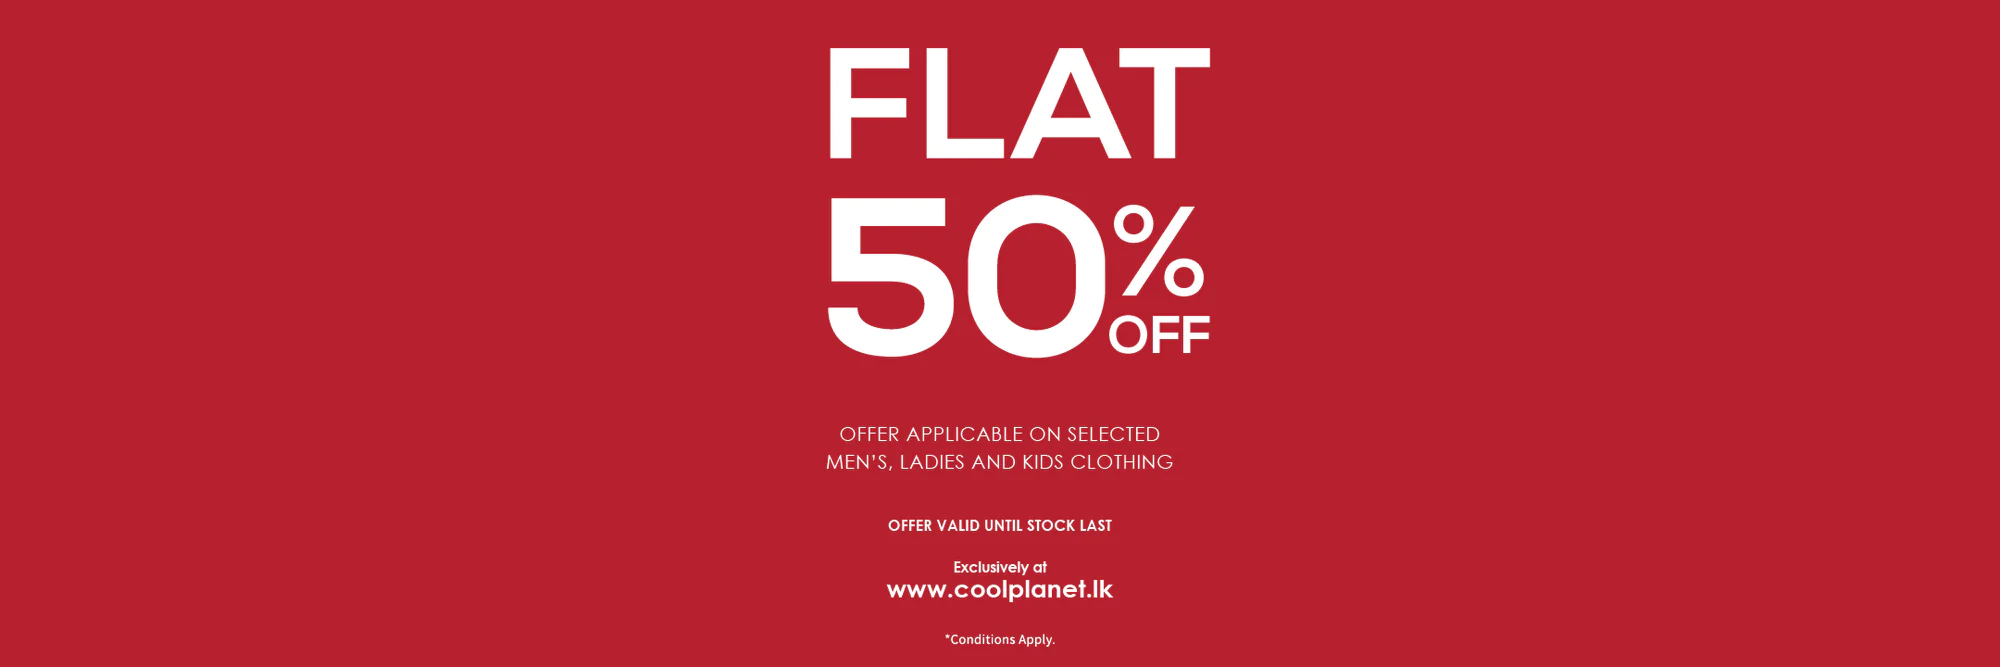 FLAT
50% OFF
OFFER APPLICABLE ON SELECTED
MEN'S, LADIES AND KIDS CLOTHING
OFFER VALID UNTIL STOCK LAST
Exclusively at
www.coolplanet.lk
*Conditions Apply.